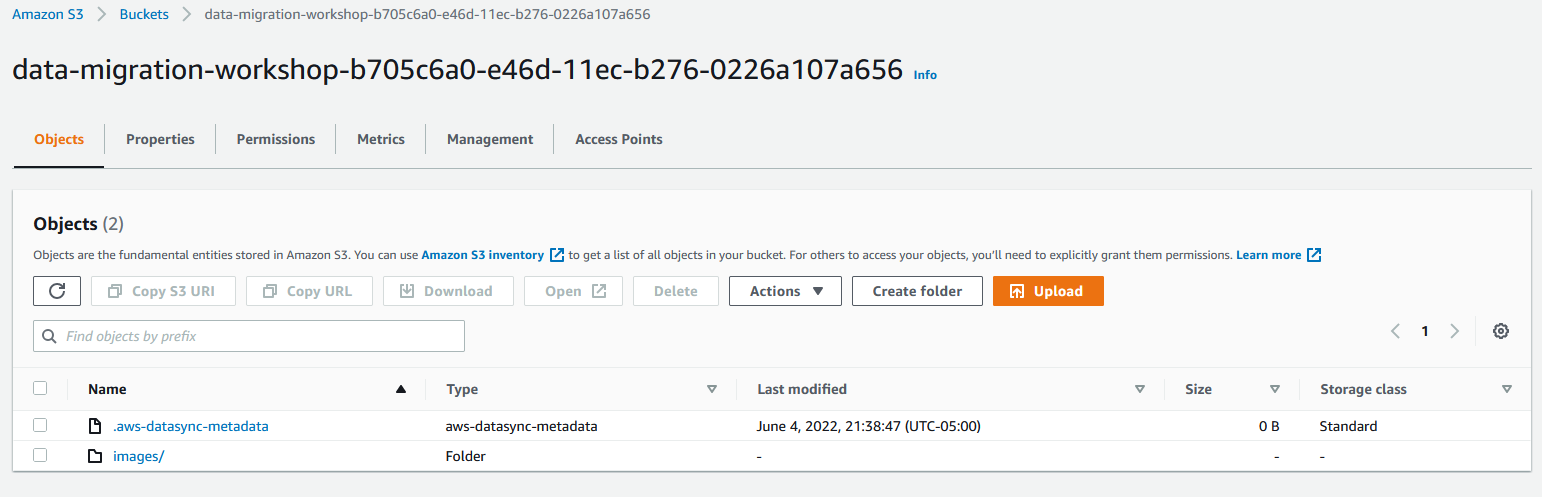 Amazon S3 > Buckets > data-migration-workshop-b705c6a0-e46d-11ec-b276-0226a107a656
data-migration-workshop-b705c6a0-e46d-11ec-b276-0226a107a656 Info
Objects Properties Permissions Metrics Management Access Points
Objects (2)
Objects are the fundamental entities stored in Amazon S3. You can use Amazon S3 inventory to get a list of all objects in your bucket. For others to access your objects, you'll need to explicitly grant them permissions. Learn more
Copy S3 URI Copy URL Download Open Delete Actions Create folder Upload
Find objects by prefix 1
Name Type Last modified Size Storage class
.aws-datasync-metadata aws-datasync-metadata June 4, 2022, 21:38:47 (UTC-05:00) 0 B Standard
images/ Folder - - -